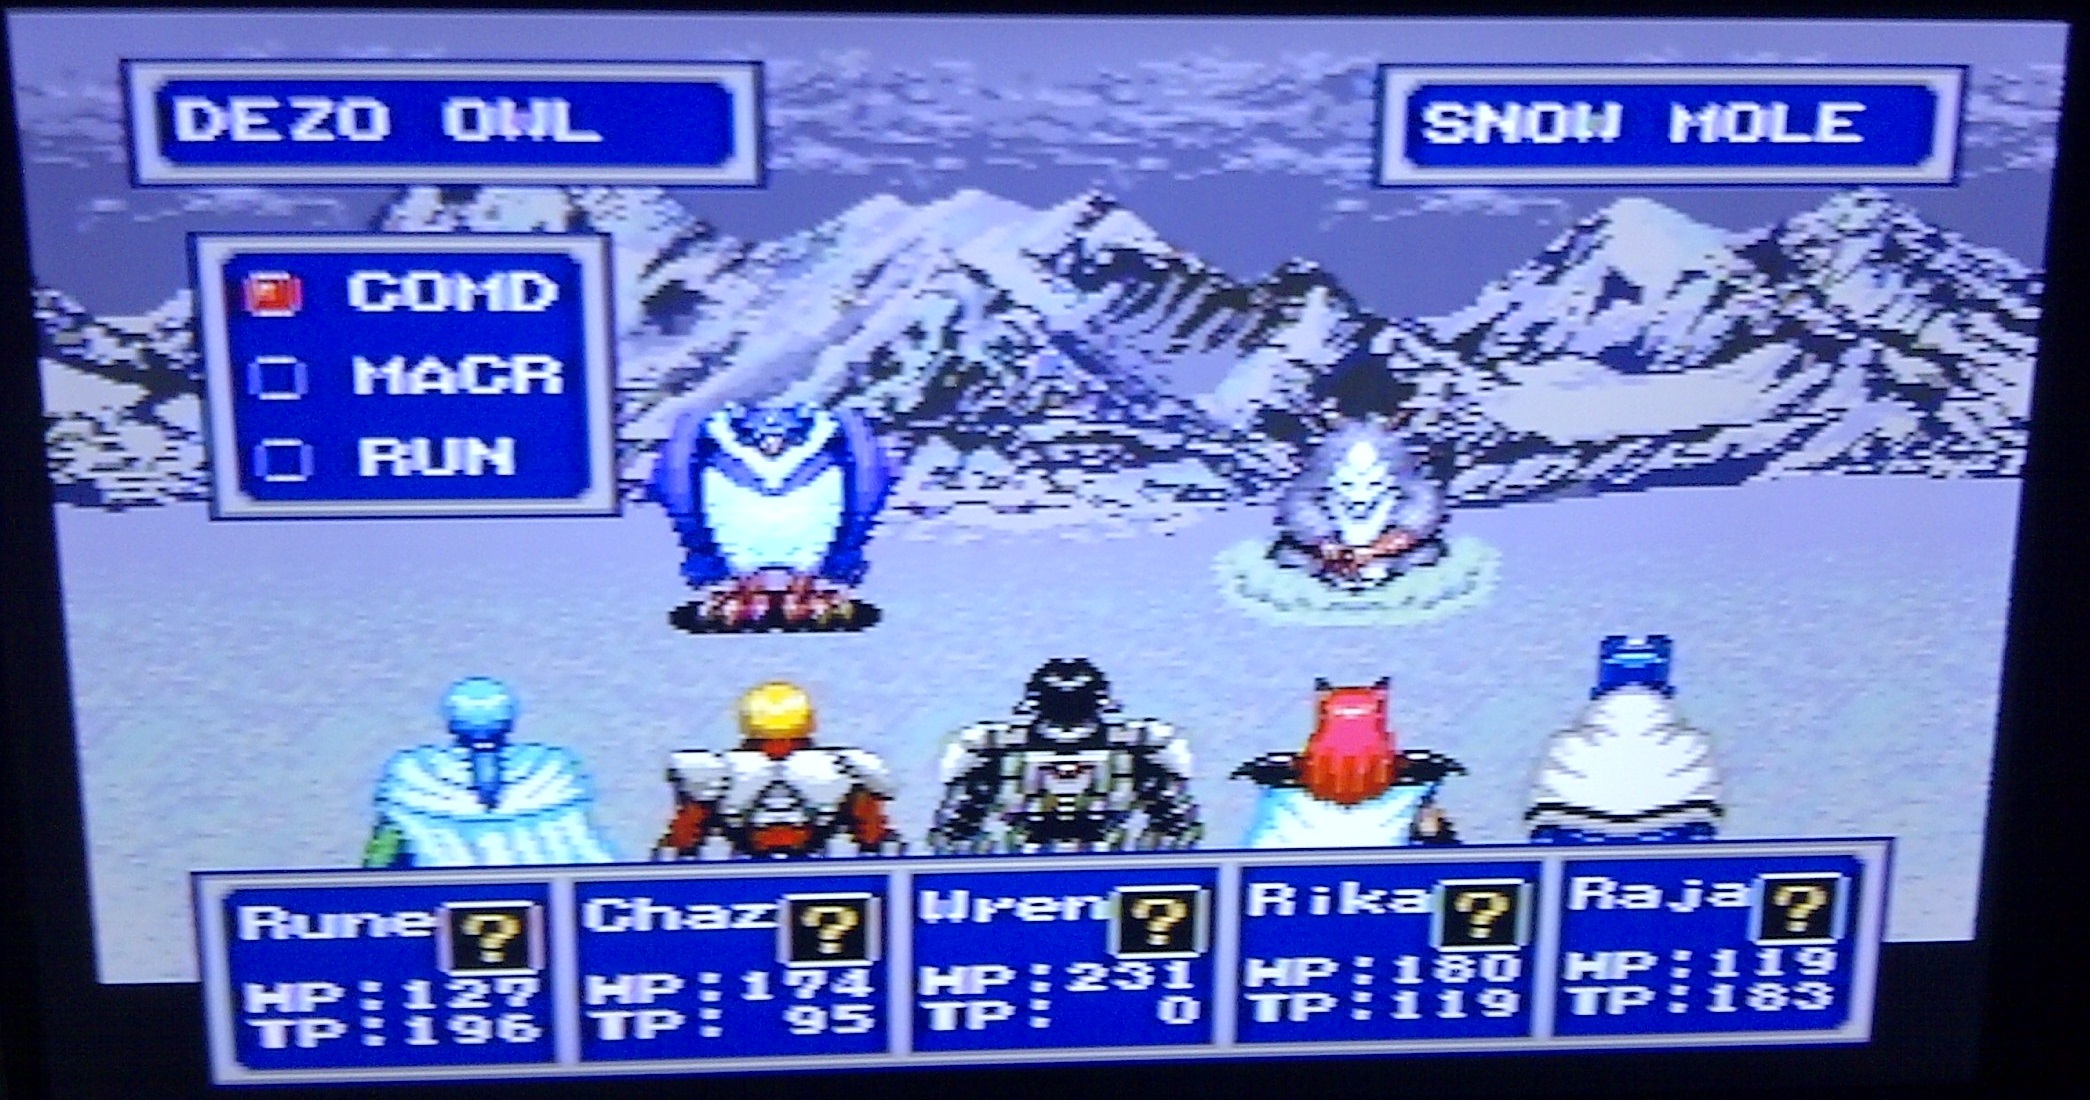 DEZO OWL
SNOW MOLE
COMD
MACR
RUN
Rune ?
HP:127
TP:196
Chaz ?
HP:174
TP: 95
Wren ?
HP:231
TP: 0
Rika ?
HP:180
TP:119
Raja ?
HP:119
TP:183